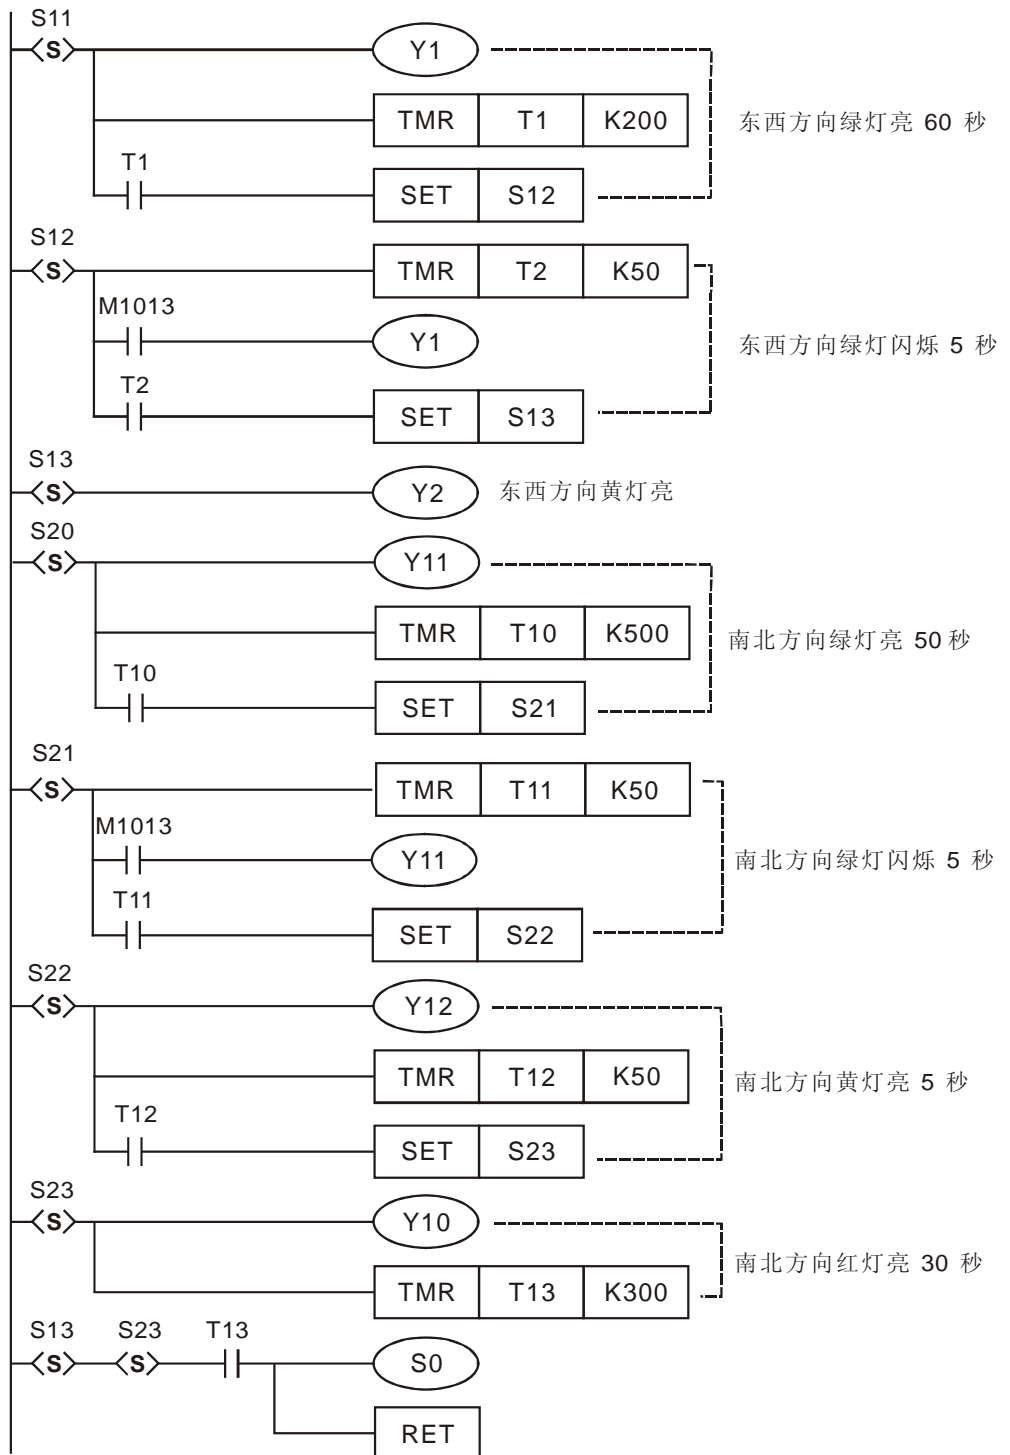 S11
S Y1
TMR T1 K200
东西方向绿灯亮 60 秒
T1
SET S12
S12
S TMR T2 K50
M1013
Y1
东西方向绿灯闪烁 5 秒
T2
SET S13
S13
S Y2 东西方向黄灯亮
S20
S Y11
TMR T10 K500
南北方向绿灯亮 50 秒
T10
SET S21
S21
S TMR T11 K50
M1013
Y11
南北方向绿灯闪烁 5 秒
T11
SET S22
S22
S Y12
TMR T12 K50
南北方向黄灯亮 5 秒
T12
SET S23
S23
S Y10
南北方向红灯亮 30 秒
TMR T13 K300
S13 S23 T13
S S S0
RET